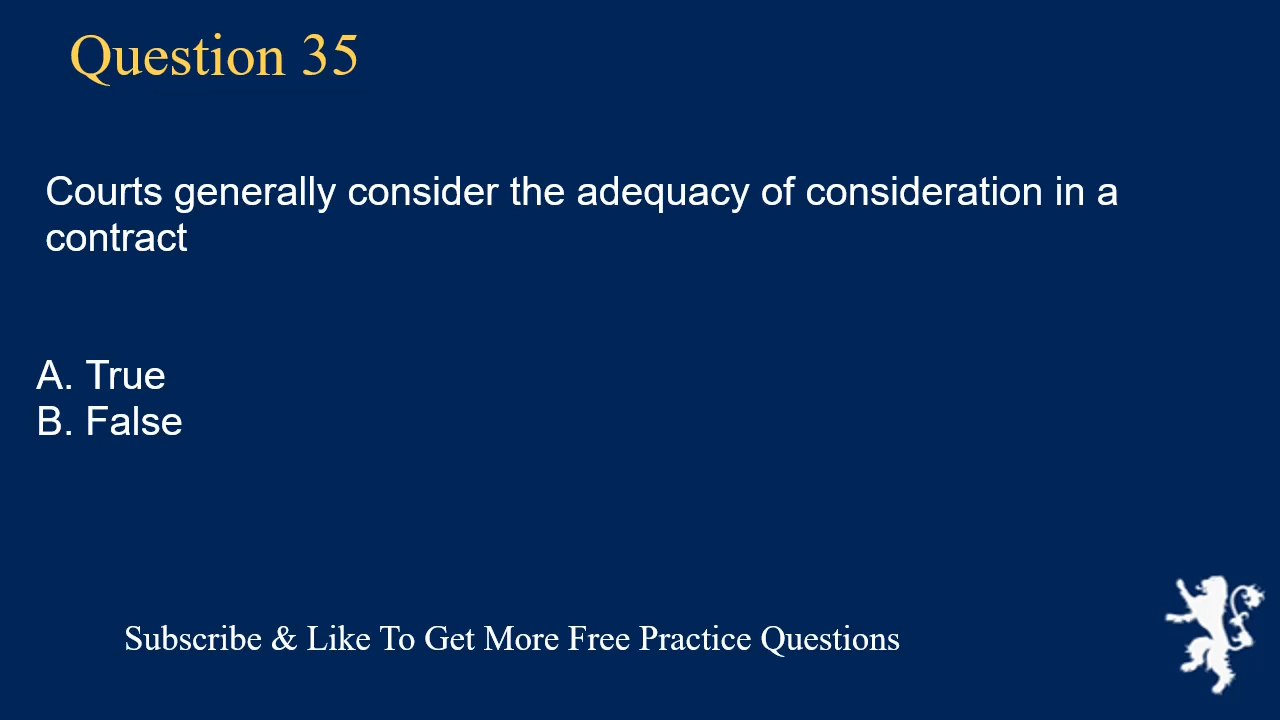 Question 35
Courts generally consider the adequacy of consideration in a
contract
A. True
B. False
Subscribe & Like To Get More Free Practice Questions